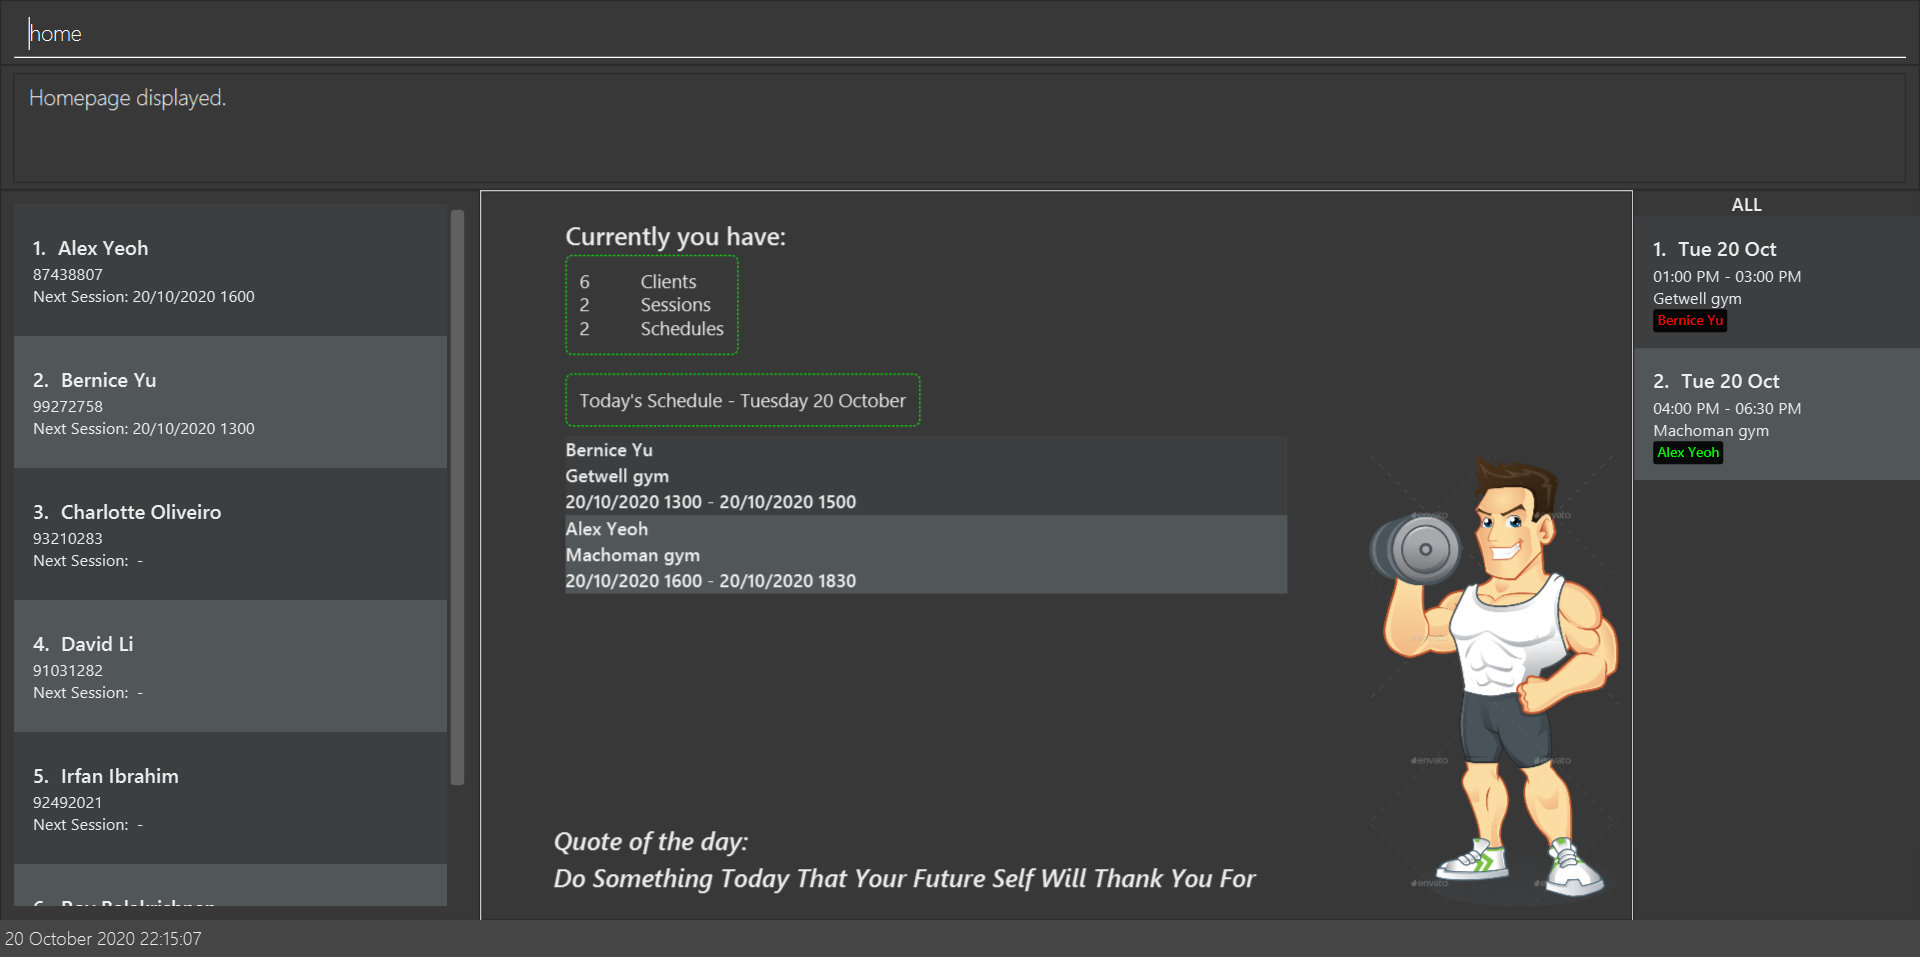 home
Homepage displayed.
1. Alex Yeoh
87438807
Next Session: 20/10/2020 1600
2. Bernice Yu
99272758
Next Session: 20/10/2020 1300
3. Charlotte Oliveiro
93210283
Next Session: -
4. David Li
91031282
Next Session: -
5. Irfan Ibrahim
92492021
Next Session: -
Currently you have:
6 Clients
2 Sessions
2 Schedules
Today's Schedule - Tuesday 20 October
Bernice Yu
Getwell gym
20/10/2020 1300 - 20/10/2020 1500
Alex Yeoh
Machoman gym
20/10/2020 1600 - 20/10/2020 1830
Quote of the day:
Do Something Today That Your Future Self Will Thank You For
envato
envato
envato
envato
envato
ALL
1. Tue 20 Oct
01:00 PM - 03:00 PM
Getwell gym
Bernice Yu
2. Tue 20 Oct
04:00 PM - 06:30 PM
Machoman gym
Alex Yeoh
20 October 2020 22:15:07